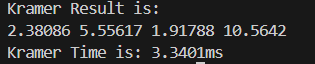 Kramer Result is:
2.38086 5.55617 1.91788 10.5642
Kramer Time is: 3.3401ms